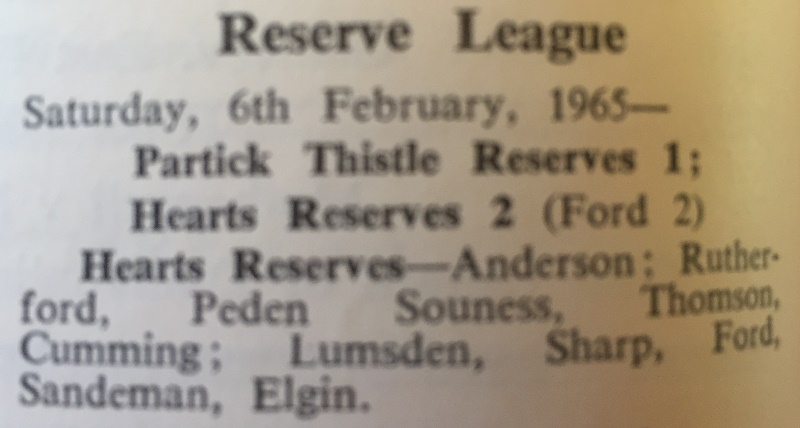 Reserve League
Saturday, 6th February, 1965—
Partick Thistle Reserves 1;
Hearts Reserves 2 (Ford 2)
Hearts Reserves—Anderson; Ruther-
ford, Peden Souness, Thomson,
Cumming; Lumsden, Sharp, Ford,
Sandeman, Elgin.